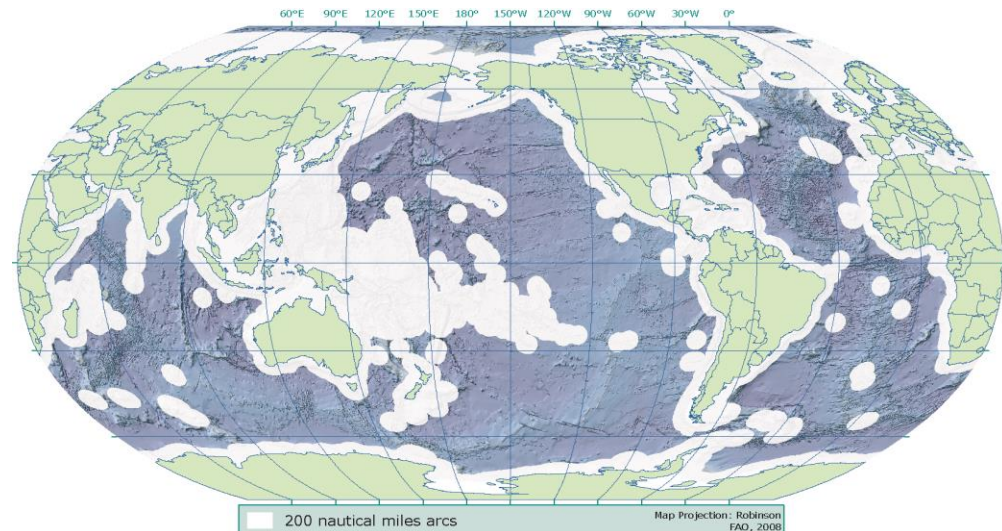 60°E 90°E 120°E 150°E 180° 150°W 120°W 90°W 60°W 30°W 0°
200 nautical miles arcs
Map Projection: Robinson
FAO, 2008